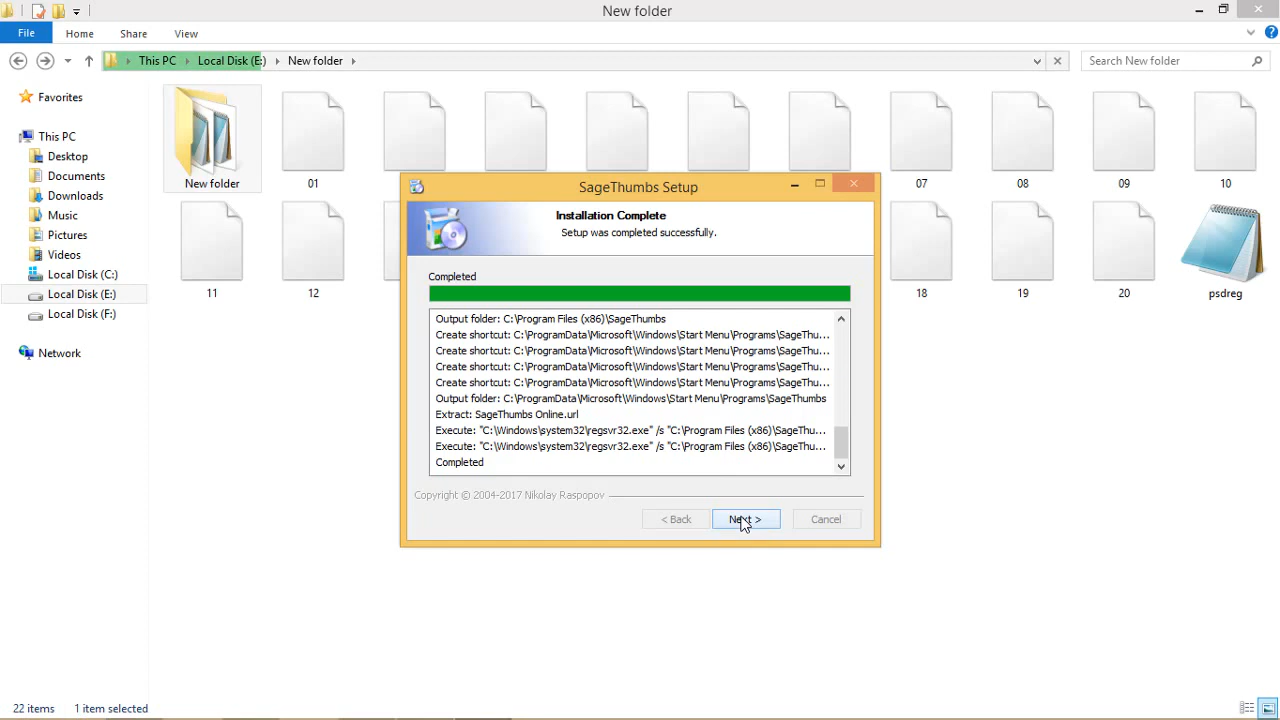 New folder
File
Home
Share
View
This PC
Local Disk (E:)
New folder
Search New folder
Favorites
This PC
Desktop
Documents
Downloads
Music
Pictures
Videos
Local Disk (C:)
Local Disk (E:)
Local Disk (F:)
Network
New folder
01
07
08
09
10
11
12
18
19
20
psdreg
SageThumbs Setup
Installation Complete
Setup was completed successfully.
Completed
Output folder: C:\Program Files (x86)\SageThumbs
Create shortcut: C:\ProgramData\Microsoft\Windows\Start Menu\Programs\SageThu...
Create shortcut: C:\ProgramData\Microsoft\Windows\Start Menu\Programs\SageThu...
Create shortcut: C:\ProgramData\Microsoft\Windows\Start Menu\Programs\SageThu...
Create shortcut: C:\ProgramData\Microsoft\Windows\Start Menu\Programs\SageThu...
Output folder: C:\ProgramData\Microsoft\Windows\Start Menu\Programs\SageThumbs
Extract: SageThumbs Online.url
Execute: "C:\Windows\system32\regsvr32.exe" /s "C:\Program Files (x86)\SageThu...
Execute: "C:\Windows\system32\regsvr32.exe" /s "C:\Program Files (x86)\SageThu...
Completed
Copyright © 2004-2017 Nikolay Raspopov
< Back
Next >
Cancel
22 items
1 item selected